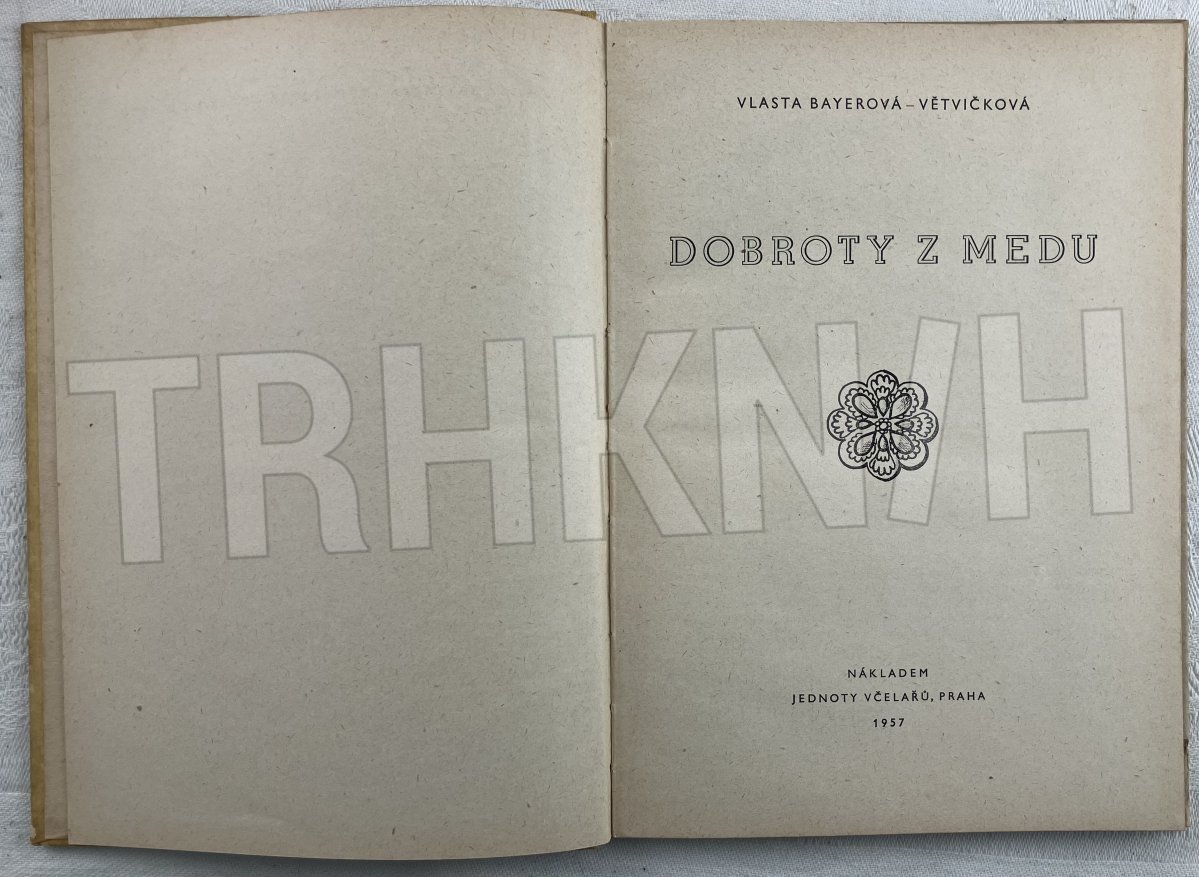 VLASTA BAYEROVÁ – VĚTVIČKOVÁ
DOBROTY Z MEDU
TRHKNIH
NÁKLADEM
JEDNOTY VČELAŘŮ, PRAHA
1957